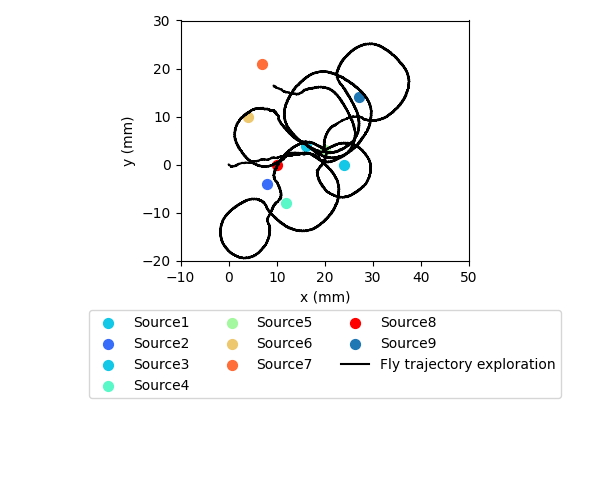 30
20
10
0
−10
−20
y (mm)
−10 0 10 20 30 40 50
x (mm)
Source1 Source5 Source8
Source2 Source6 Source9
Source3 Source7 Fly trajectory exploration
Source4